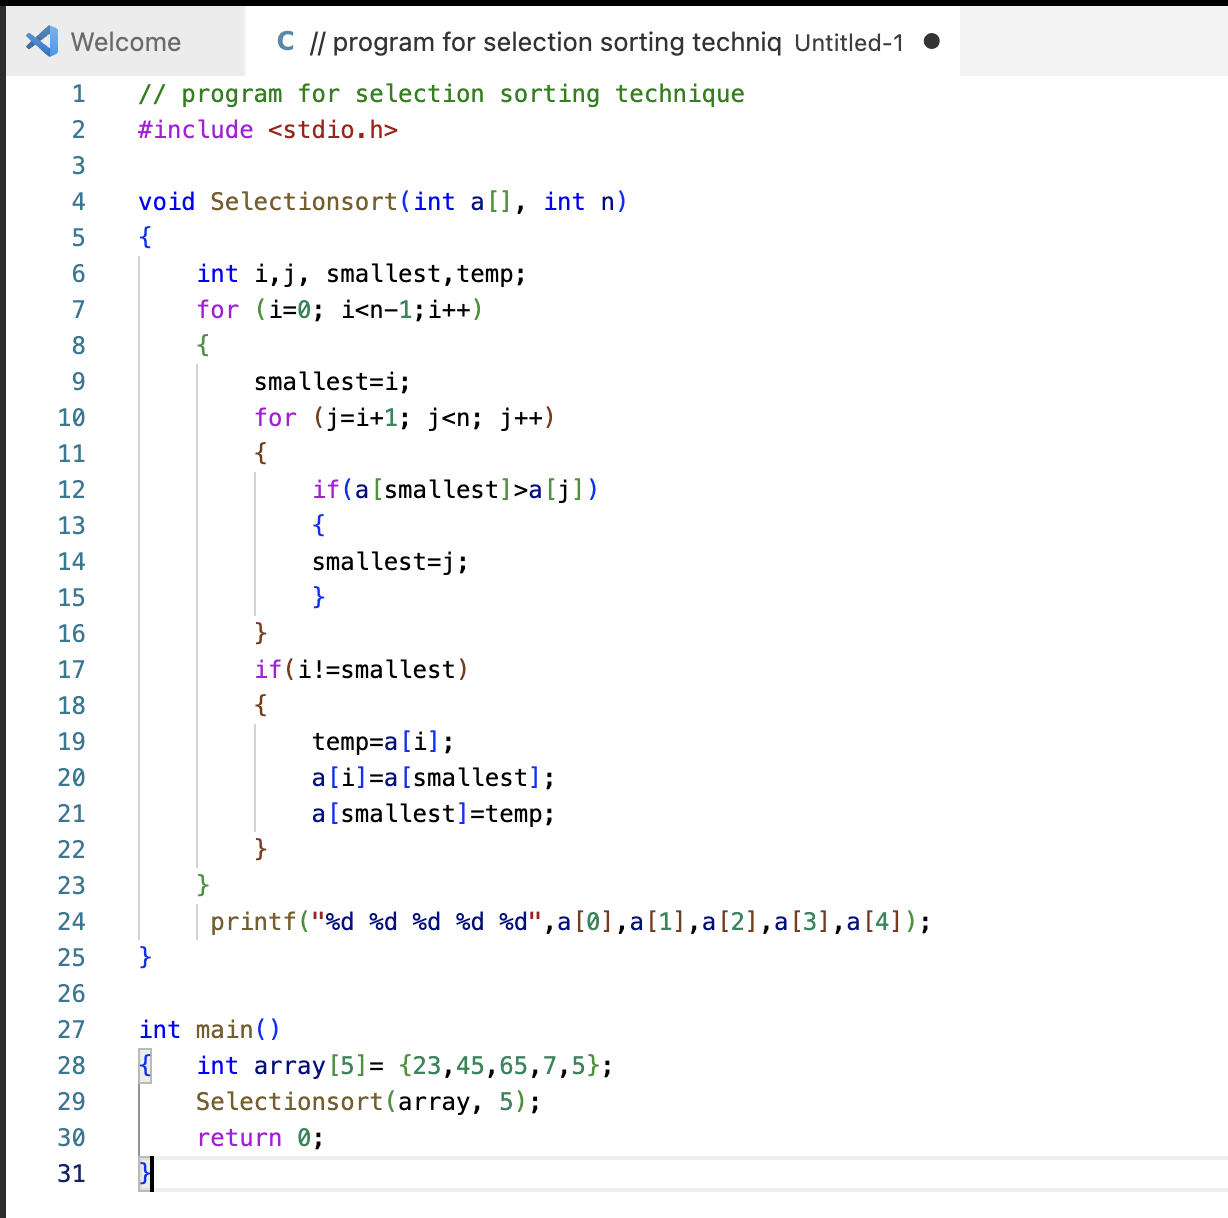 Welcome
C // program for selection sorting techniq Untitled-1
1 // program for selection sorting technique
2 #include <stdio.h>
3
4 void Selectionsort(int a[], int n)
5 {
6     int i,j, smallest,temp;
7     for (i=0; i<n-1;i++)
8     {
9         smallest=i;
10         for (j=i+1; j<n; j++)
11         {
12             if(a[smallest]>a[j])
13             {
14             smallest=j;
15             }
16         }
17         if(i!=smallest)
18         {
19             temp=a[i];
20             a[i]=a[smallest];
21             a[smallest]=temp;
22         }
23     }
24      printf("%d %d %d %d %d",a[0],a[1],a[2],a[3],a[4]);
25 }
26
27 int main()
28 {   int array[5]= {23,45,65,7,5};
29     Selectionsort(array, 5);
30     return 0;
31 }